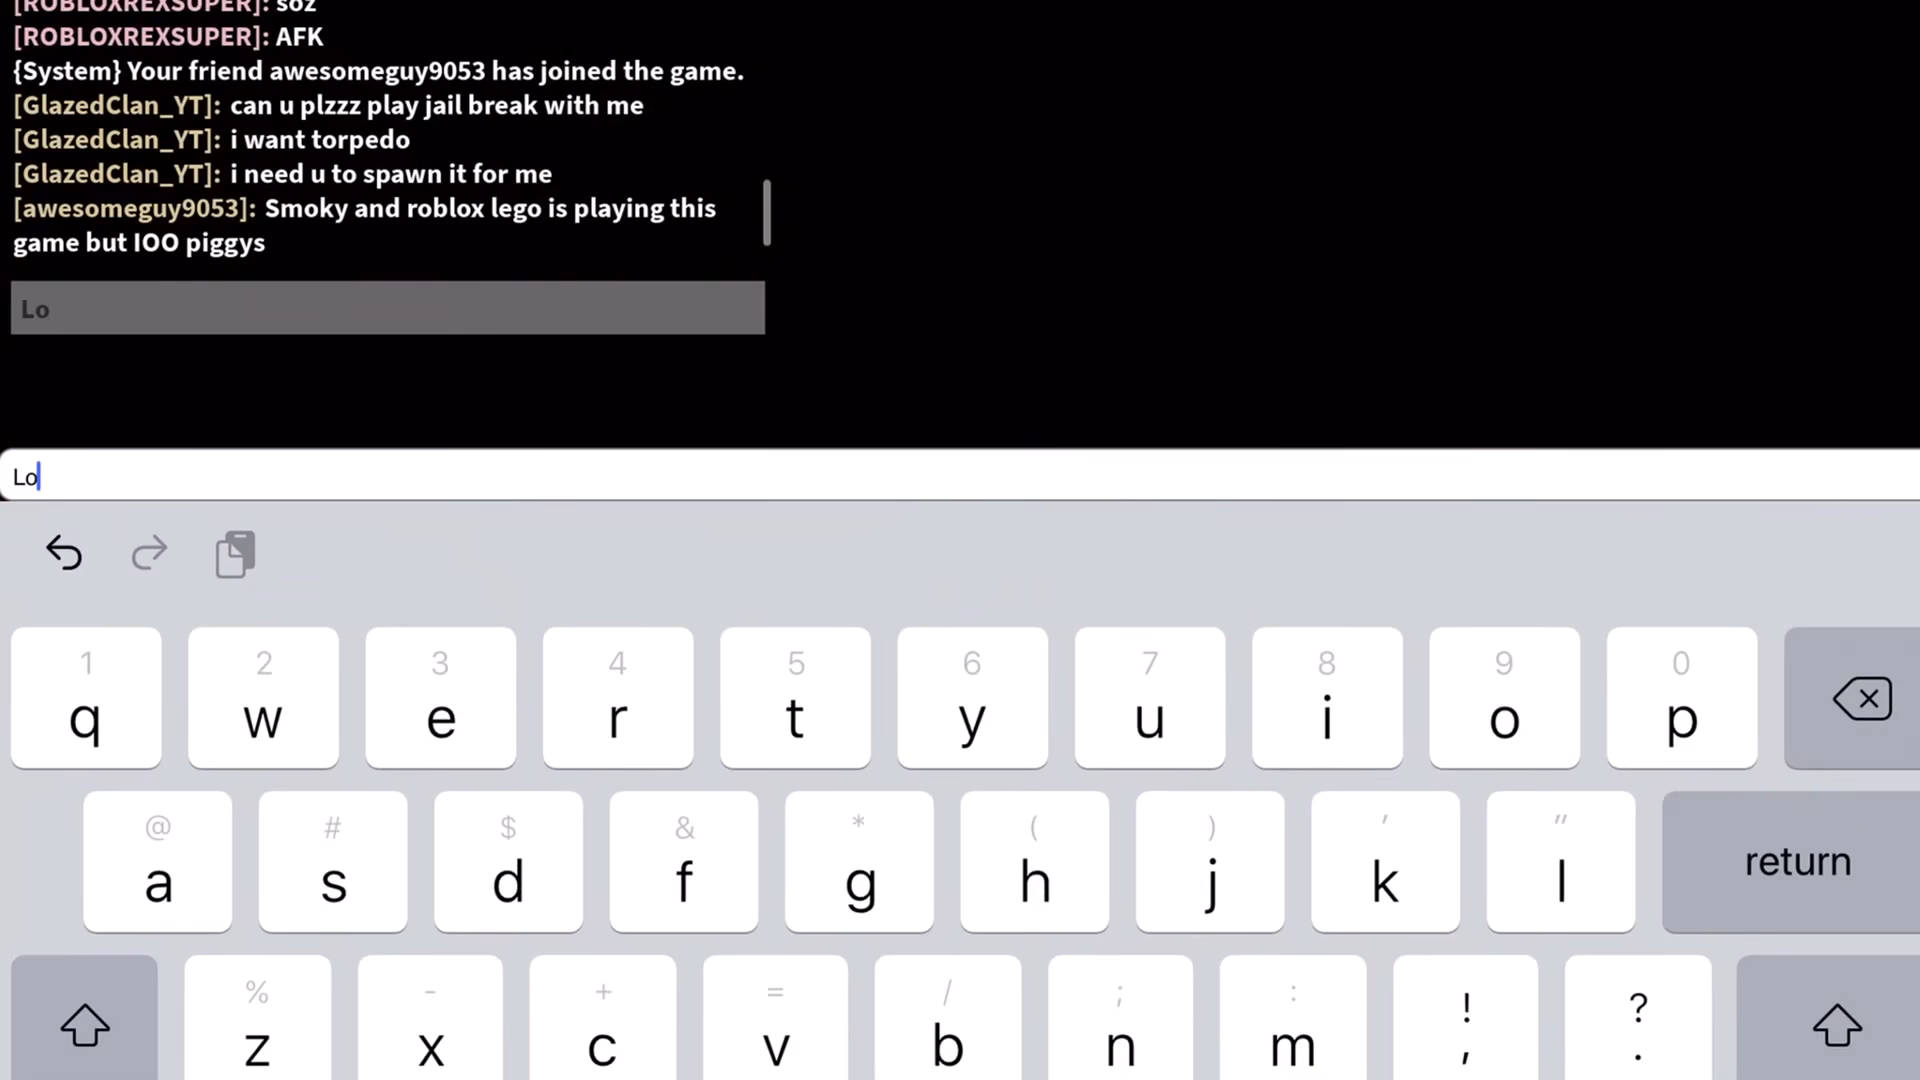 [ROBLOXREXSUPER]: soz
[ROBLOXREXSUPER]: AFK
{System} Your friend awesomeguy9053 has joined the game.
[GlazedClan_YT]: can u plzzz play jail break with me
[GlazedClan_YT]: i want torpedo
[GlazedClan_YT]: i need u to spawn it for me
[awesomeguy9053]: Smoky and roblox lego is playing this
game but IOO piggys
Lo
Lo
1 2 3 4 5 6 7 8 9 0
q w e r t y u i o p
@ # $ & * ( ) ' "
a s d f g h j k l return
% - + = / ; : ! ?
z x c v b n m , .